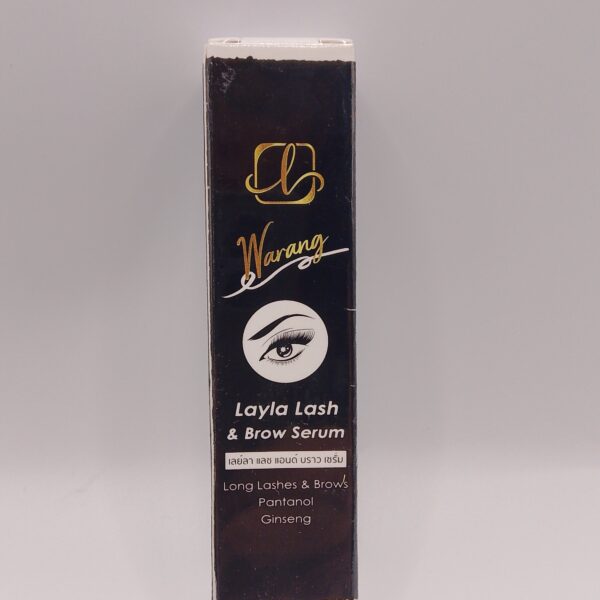 Warang
Layla Lash
& Brow Serum
เลย์ลา แลช แอนด์ บราว เซรั่ม
Long Lashes & Brows
Pantanol
Ginseng